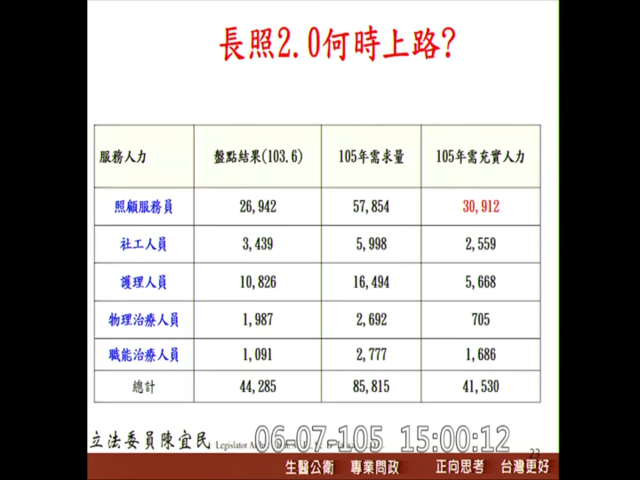 長照2.0何時上路?
服務人力 盤點結果(103.6) 105年需求量 105年需充實人力
照顧服務員 26,942 57,854 30,912
社工人員 3,439 5,998 2,559
護理人員 10,826 16,494 5,668
物理治療人員 1,987 2,692 705
職能治療人員 1,091 2,777 1,686
總計 44,285 85,815 41,530
立法委員陳宜民 Legislator
06-07-105 15:00:12
生醫公衛 專業問政 正向思考 台灣更好